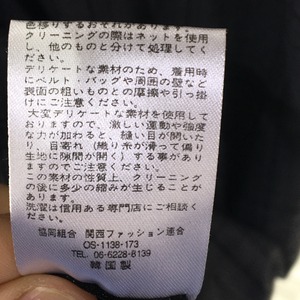 色移りするおそれがあります。
クリーニングの際はネットを使用
し、他のものと分けて処理してく
ださい。
デリケートな素材のため、着用時
にベルト・バッグや周囲の壁など
表面の粗いものとの摩擦や引っ掛
けにご注意ください。
大変デリケートな素材を使用して
おりますので、激しい運動や強度
な力が加わると、縫い目が開いた
り、目寄れ(織り糸が滑って偏り
生地に隙間が開く)する事があり
ますのでご注意ください。
この素材の性質上、クリーニング
の後に多少の縮みが生じることが
あります。
洗濯は信用ある専門店にご相談く
ださい。
協同組合 関西ファッション連合
OS-1138-173
TEL. 06-6228-8139
韓国製